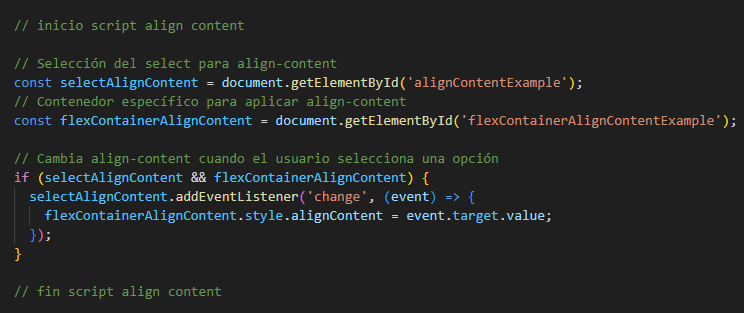 // inicio script align content
// Selección del select para align-content
const selectAlignContent = document.getElementById('alignContentExample');
// Contenedor específico para aplicar align-content
const flexContainerAlignContent = document.getElementById('flexContainerAlignContentExample');
// Cambia align-content cuando el usuario selecciona una opción
if (selectAlignContent && flexContainerAlignContent) {
  selectAlignContent.addEventListener('change', (event) => {
    flexContainerAlignContent.style.alignContent = event.target.value;
  });
}
// fin script align content